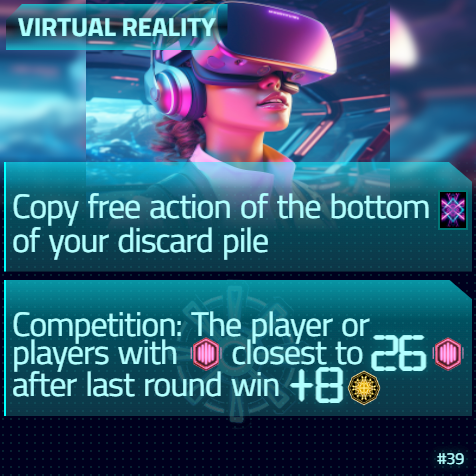 VIRTUAL REALITY
Copy free action of the bottom
of your discard pile
Competition: The player or
players with closest to 26
after last round win +8
#39